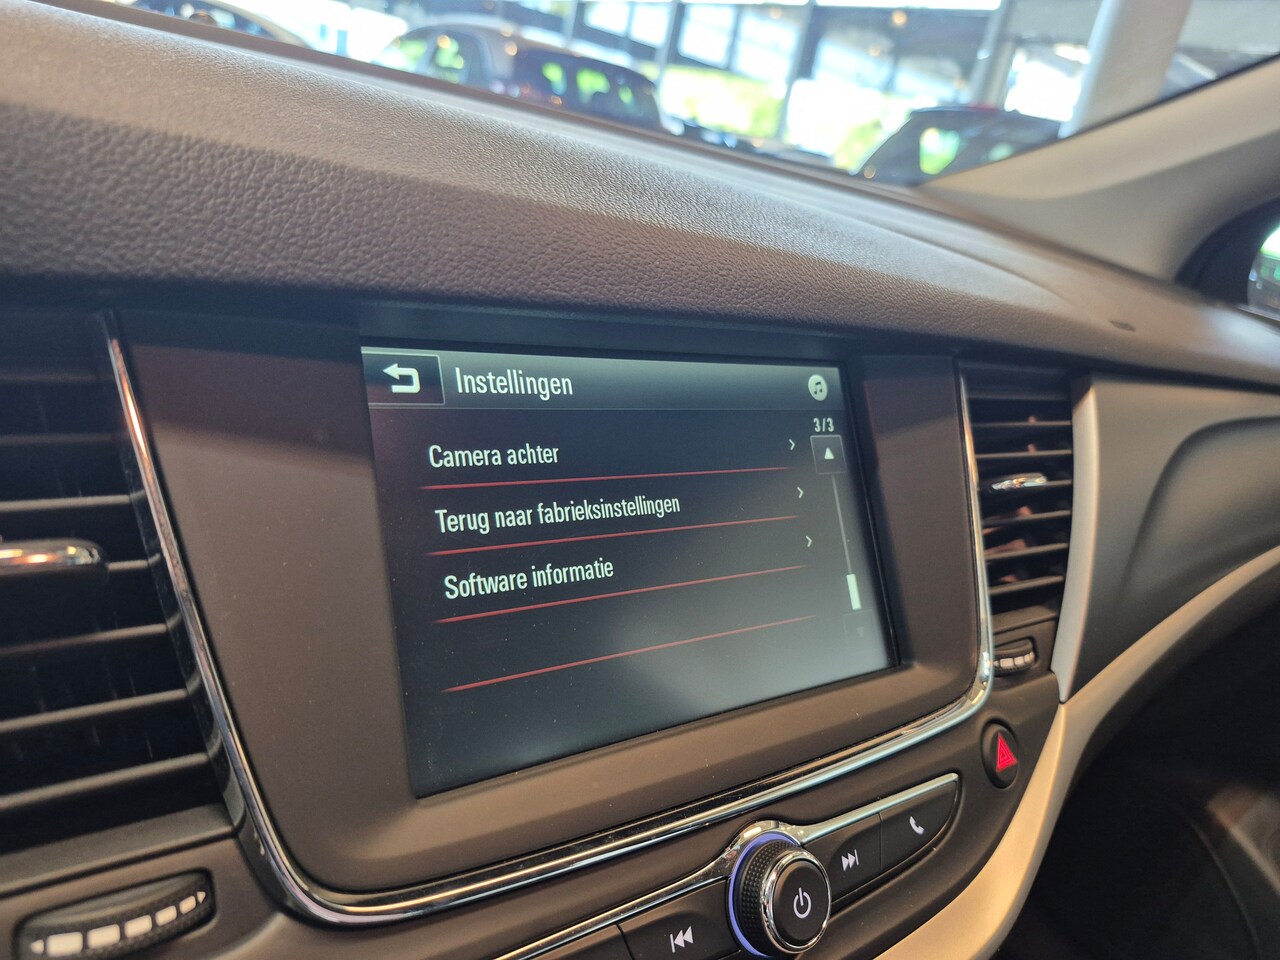 Instellingen
3/3
Camera achter
Terug naar fabrieksinstellingen
Software informatie